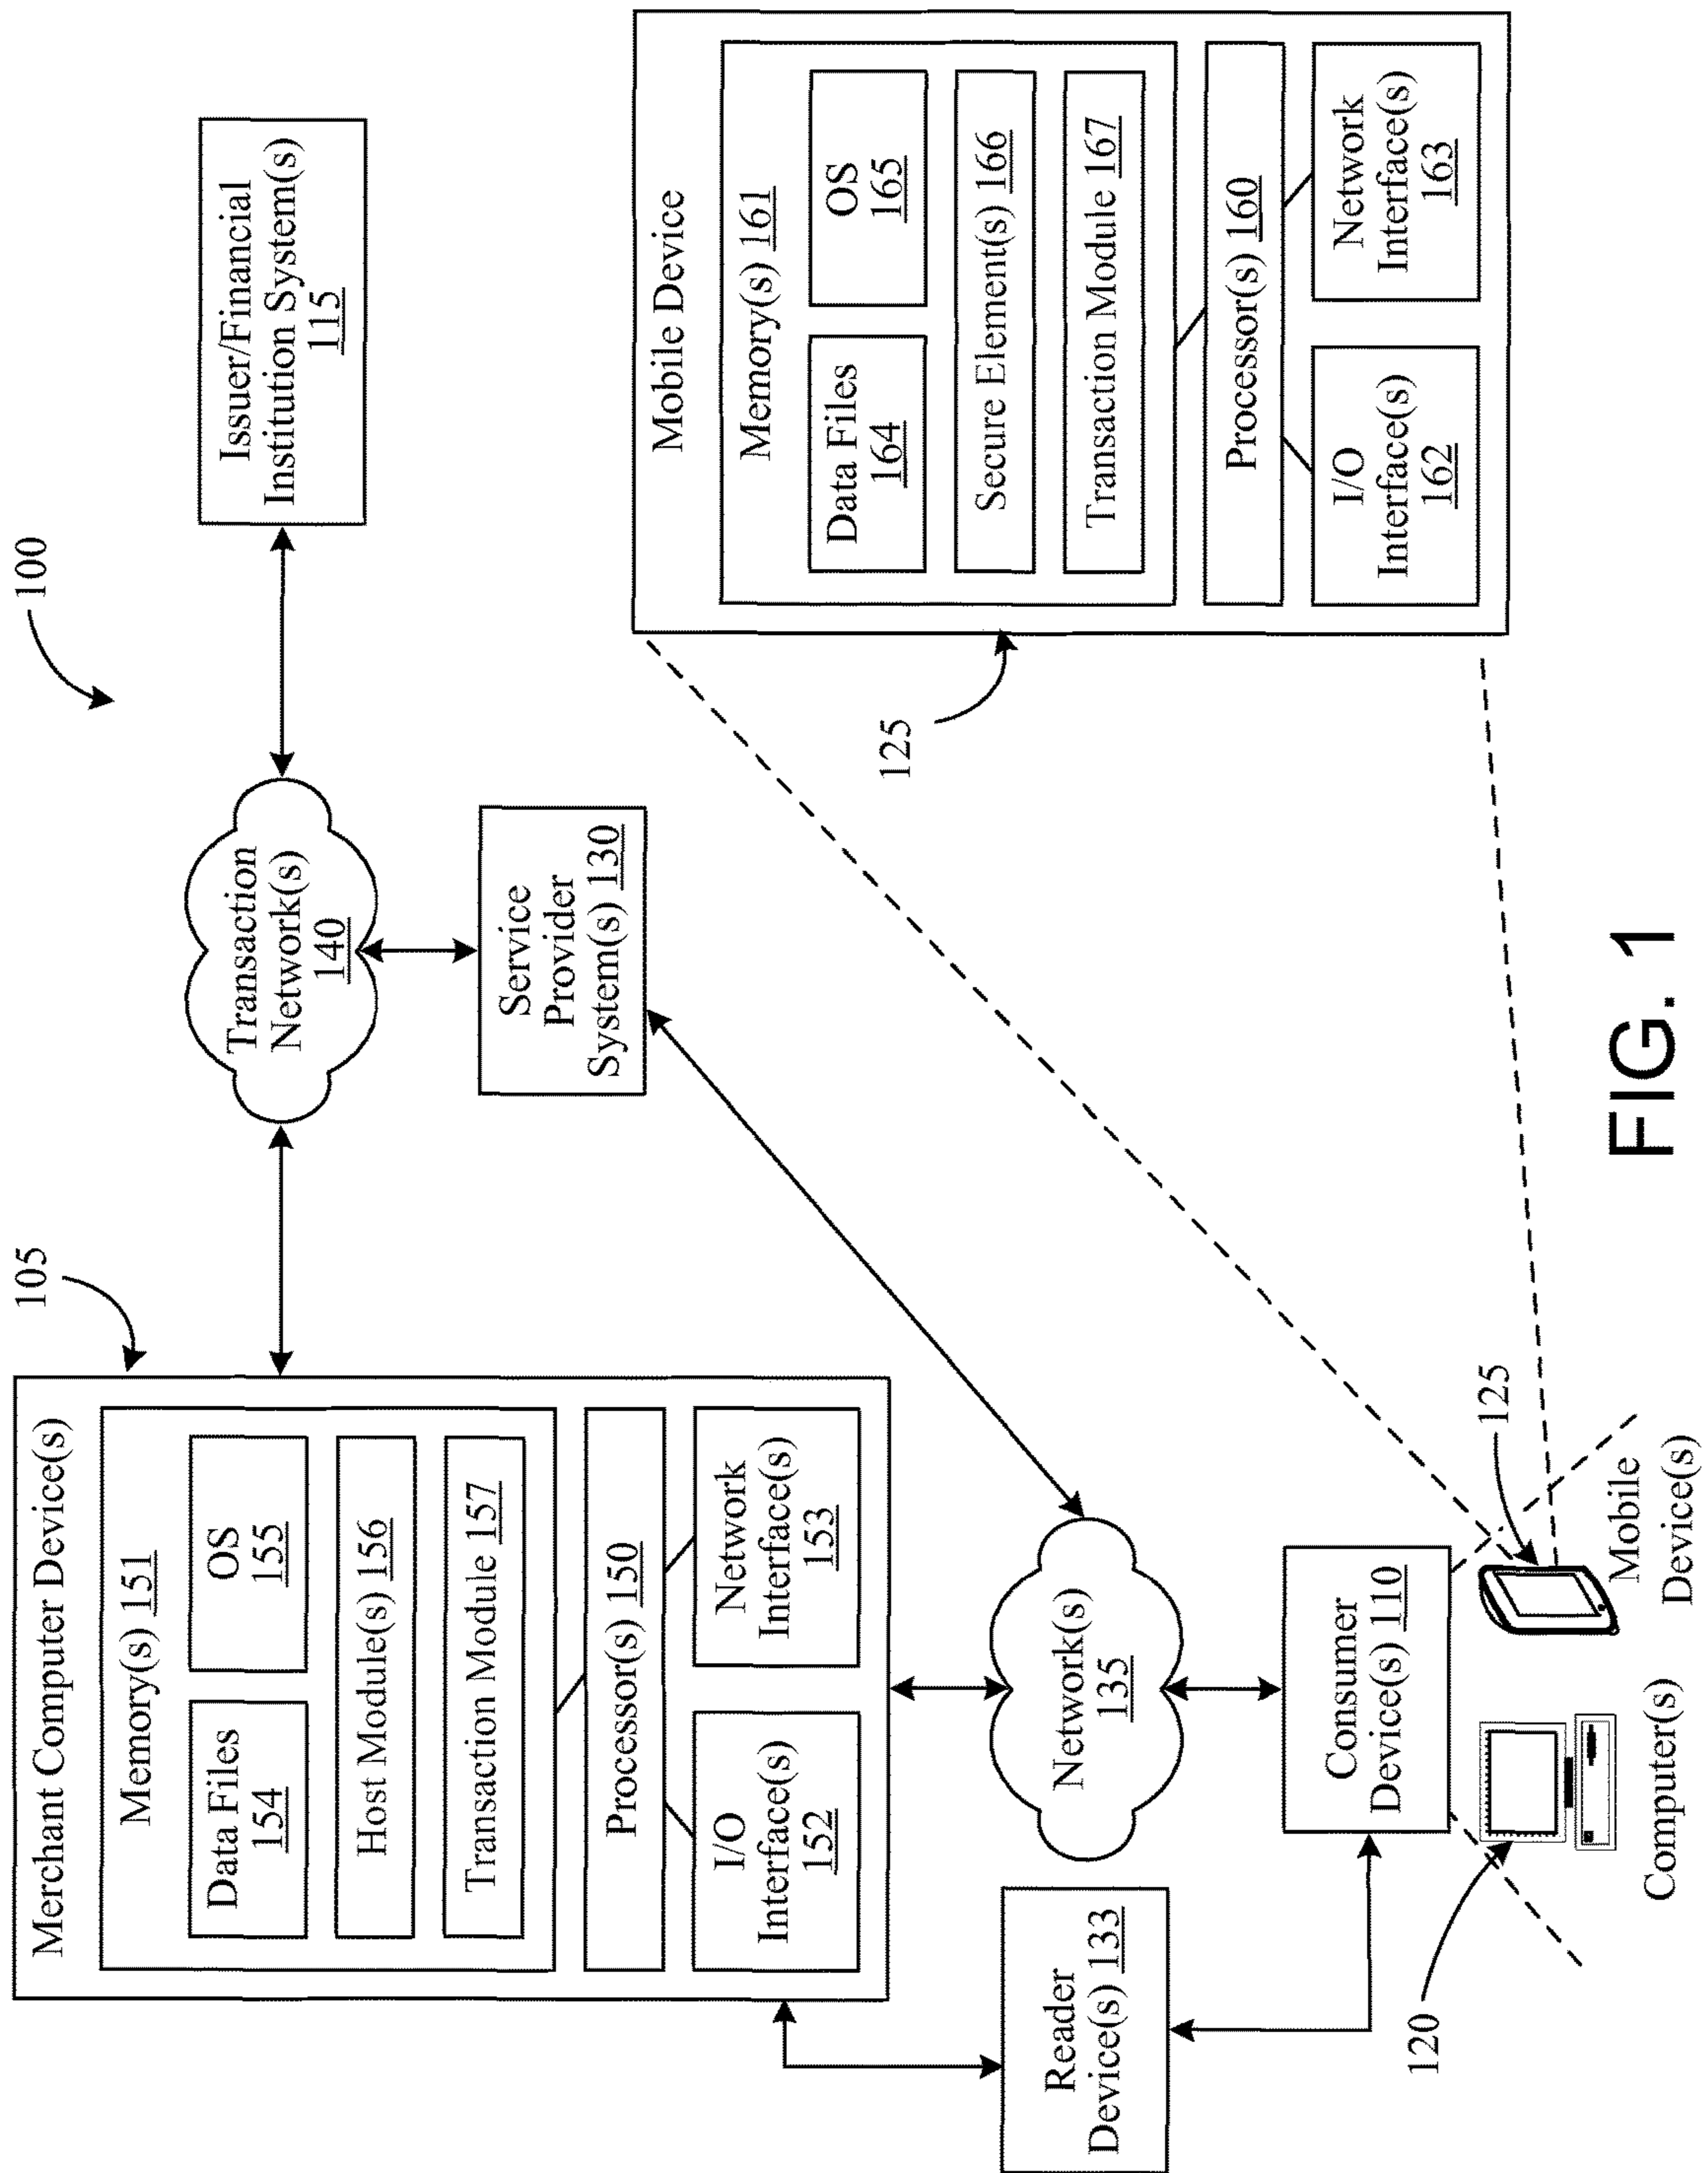 100
105
Merchant Computer Device(s)
Memory(s) 151
Data Files
154
OS
155
Host Module(s) 156
Transaction Module 157
Processor(s) 150
I/O
Interface(s)
152
Network
Interface(s)
153
Transaction
Network(s)
140
Issuer/Financial
Institution System(s)
115
Service
Provider
System(s) 130
Reader
Device(s) 133
Network(s)
135
Consumer
Device(s) 110
120
Computer(s)
125
Mobile
Device(s)
125
Mobile Device
Memory(s) 161
Data Files
164
OS
165
Secure Element(s) 166
Transaction Module 167
Processor(s) 160
I/O
Interface(s)
162
Network
Interface(s)
163
FIG. 1